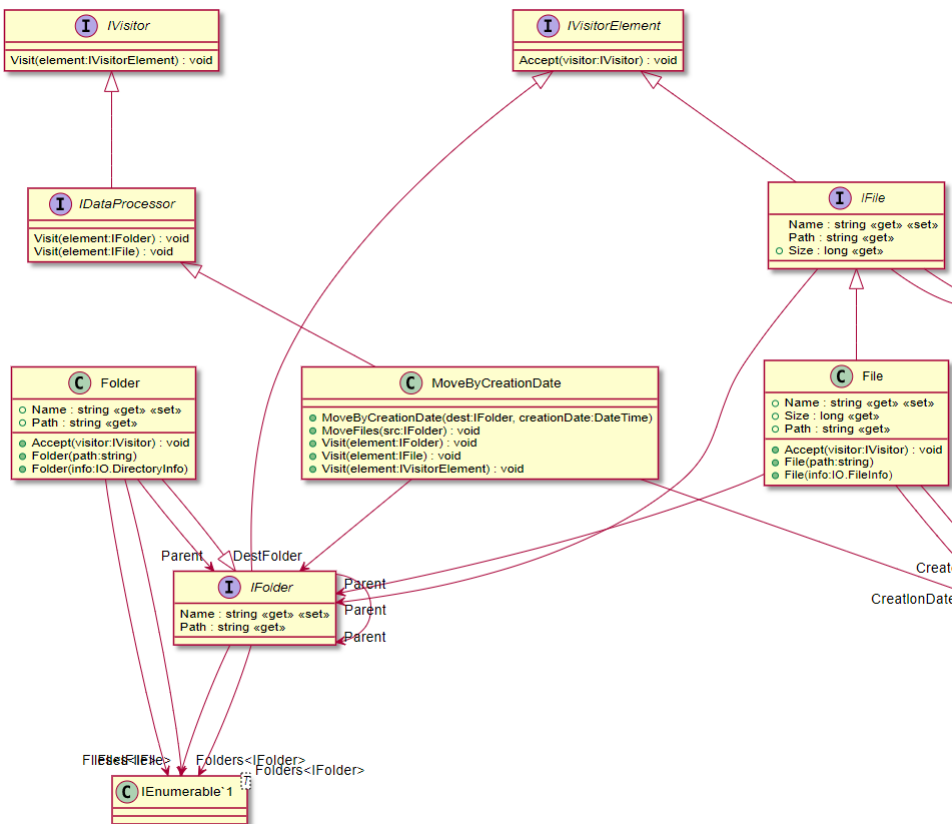 I IVisitor
Visit(element:IVisitorElement) : void
I IVisitorElement
Accept(visitor:IVisitor) : void
I IDataProcessor
Visit(element:IFolder) : void
Visit(element:IFile) : void
I IFile
Name : string «get» «set»
Path : string «get»
Size : long «get»
C Folder
Name : string «get» «set»
Path : string «get»
Accept(visitor:IVisitor) : void
Folder(path:string)
Folder(info:IO.DirectoryInfo)
C MoveByCreationDate
MoveByCreationDate(dest:IFolder, creationDate:DateTime)
MoveFiles(src:IFolder) : void
Visit(element:IFolder) : void
Visit(element:IFile) : void
Visit(element:IVisitorElement) : void
C File
Name : string «get» «set»
Size : long «get»
Path : string «get»
Accept(visitor:IVisitor) : void
File(path:string)
File(info:IO.FileInfo)
Parent
DestFolder
Create
CreationDate
I IFolder
Name : string «get» «set»
Path : string «get»
Parent
Parent
Parent
Folders<IFolder>
Folders<IFolder>
C IEnumerable`1
T